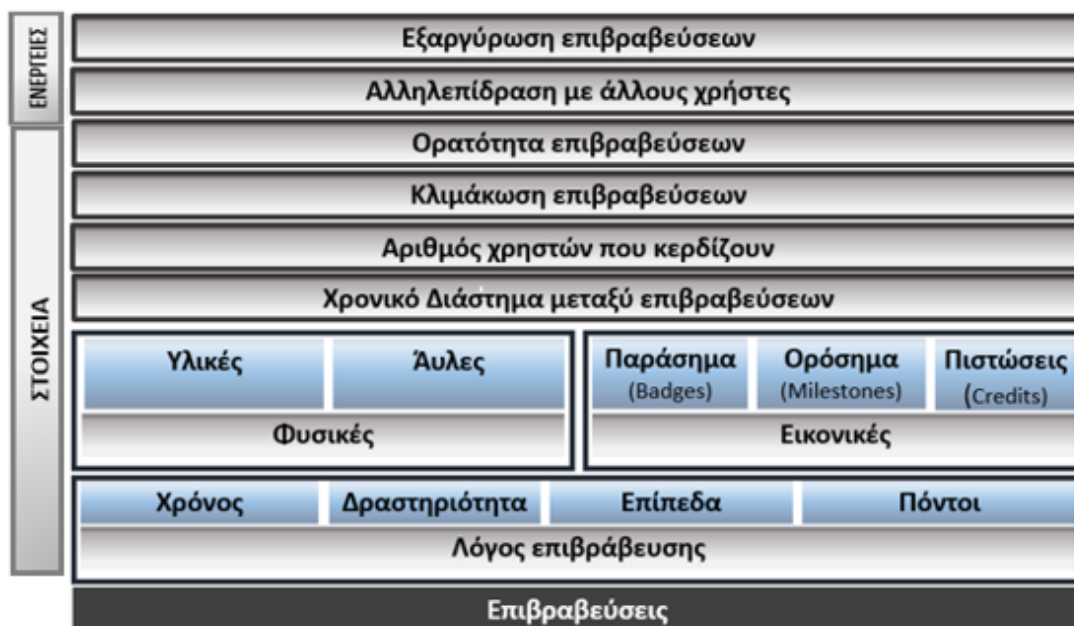 ΕΝΕΡΓΕΙΕΣ
Εξαργύρωση επιβραβεύσεων
Αλληλεπίδραση με άλλους χρήστες
ΣΤΟΙΧΕΙΑ
Ορατότητα επιβραβεύσεων
Κλιμάκωση επιβραβεύσεων
Αριθμός χρηστών που κερδίζουν
Χρονικό Διάστημα μεταξύ επιβραβεύσεων
Υλικές Άυλες
Φυσικές
Παράσημα Ορόσημα Πιστώσεις
(Badges) (Milestones) (Credits)
Εικονικές
Χρόνος Δραστηριότητα Επίπεδα Πόντοι
Λόγος επιβράβευσης
Επιβραβεύσεις